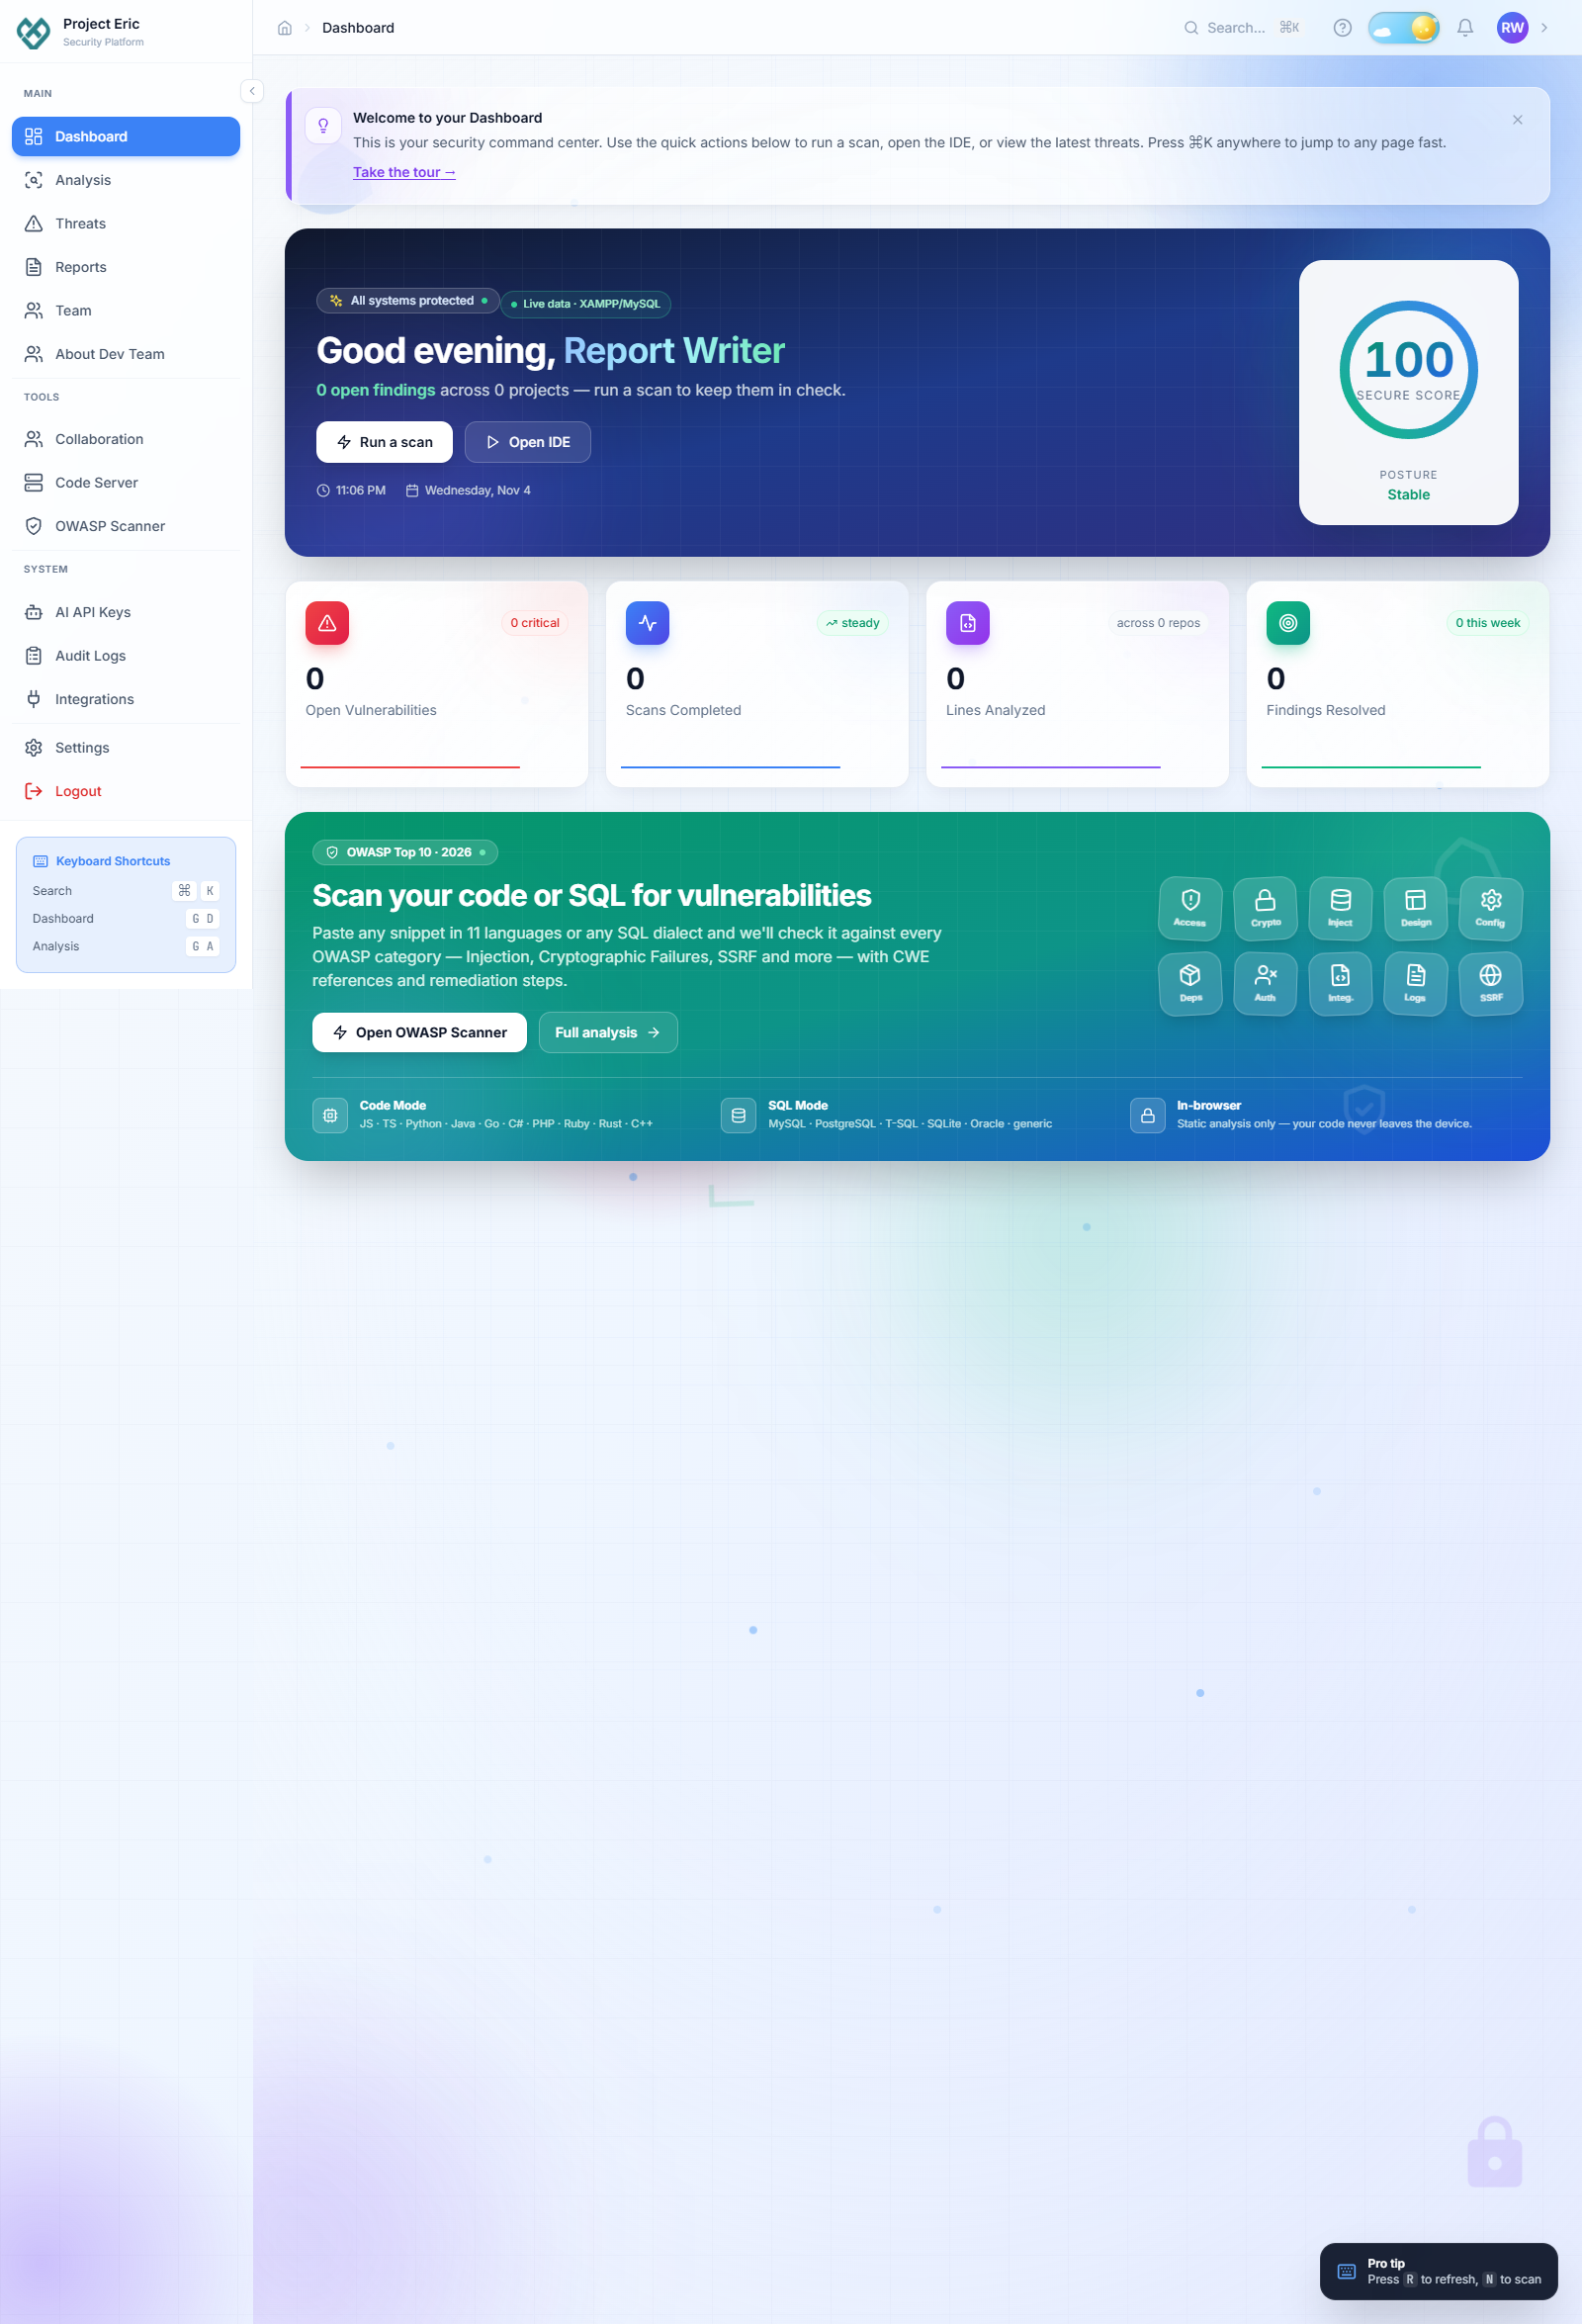 Project Eric
Security Platform
MAIN
Dashboard
Analysis
Threats
Reports
Team
About Dev Team
TOOLS
Collaboration
Code Server
OWASP Scanner
SYSTEM
AI API Keys
Audit Logs
Integrations
Settings
Logout
Keyboard Shortcuts
Search ⌘ K
Dashboard G D
Analysis G A
Dashboard
Search... ⌘K
RW
Welcome to your Dashboard
This is your security command center. Use the quick actions below to run a scan, open the IDE, or view the latest threats. Press ⌘K anywhere to jump to any page fast.
Take the tour →
All systems protected
Live data · XAMPP/MySQL
Good evening, Report Writer
0 open findings across 0 projects — run a scan to keep them in check.
Run a scan
Open IDE
11:06 PM
Wednesday, Nov 4
100
SECURE SCORE
POSTURE
Stable
0 critical
0
Open Vulnerabilities
steady
0
Scans Completed
across 0 repos
0
Lines Analyzed
0 this week
0
Findings Resolved
OWASP Top 10 · 2026
Scan your code or SQL for vulnerabilities
Paste any snippet in 11 languages or any SQL dialect and we'll check it against every
OWASP category — Injection, Cryptographic Failures, SSRF and more — with CWE
references and remediation steps.
Open OWASP Scanner
Full analysis
Access
Crypto
Inject
Design
Config
Deps
Auth
Integ.
Logs
SSRF
Code Mode
JS · TS · Python · Java · Go · C# · PHP · Ruby · Rust · C++
SQL Mode
MySQL · PostgreSQL · T-SQL · SQLite · Oracle · generic
In-browser
Static analysis only — your code never leaves the device.
Pro tip
Press R to refresh, N to scan